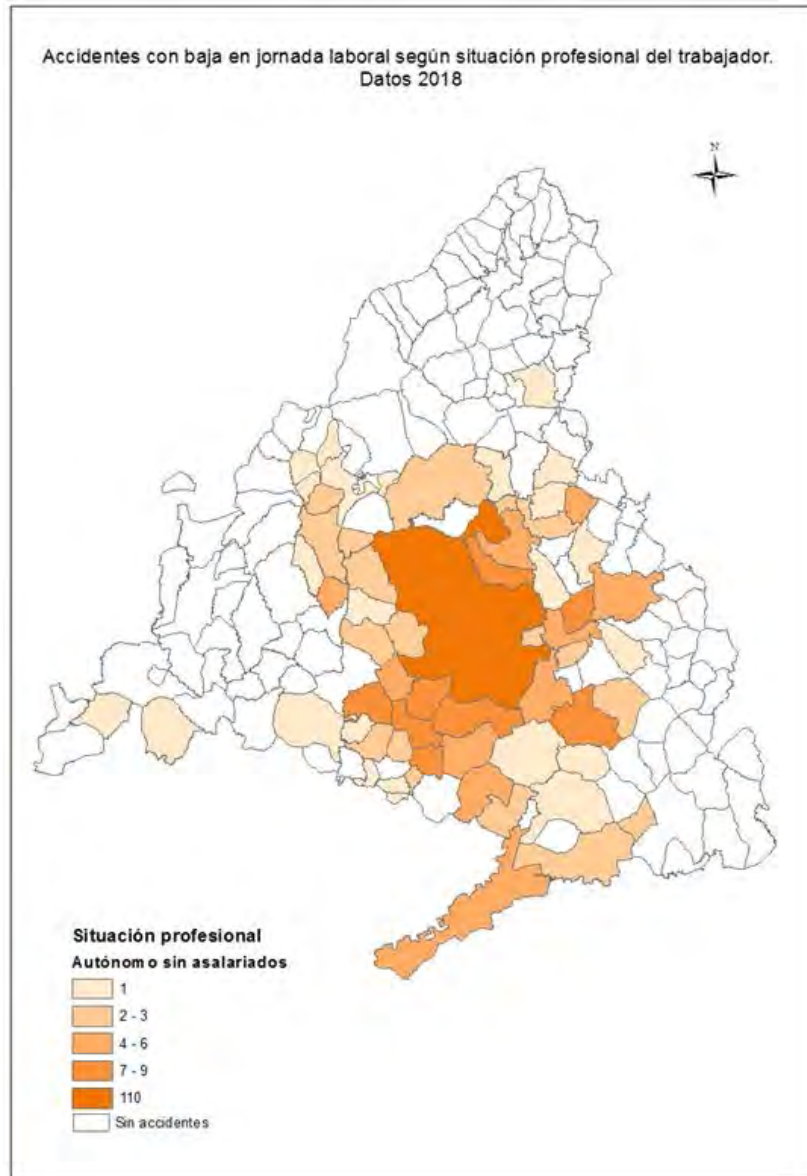 Accidentes con baja en jornada laboral según situación profesional del trabajador.
Datos 2018
N
Situación profesional
Autónomo sin asalariados
1
2 - 3
4 - 6
7 - 9
110
Sin accidentes